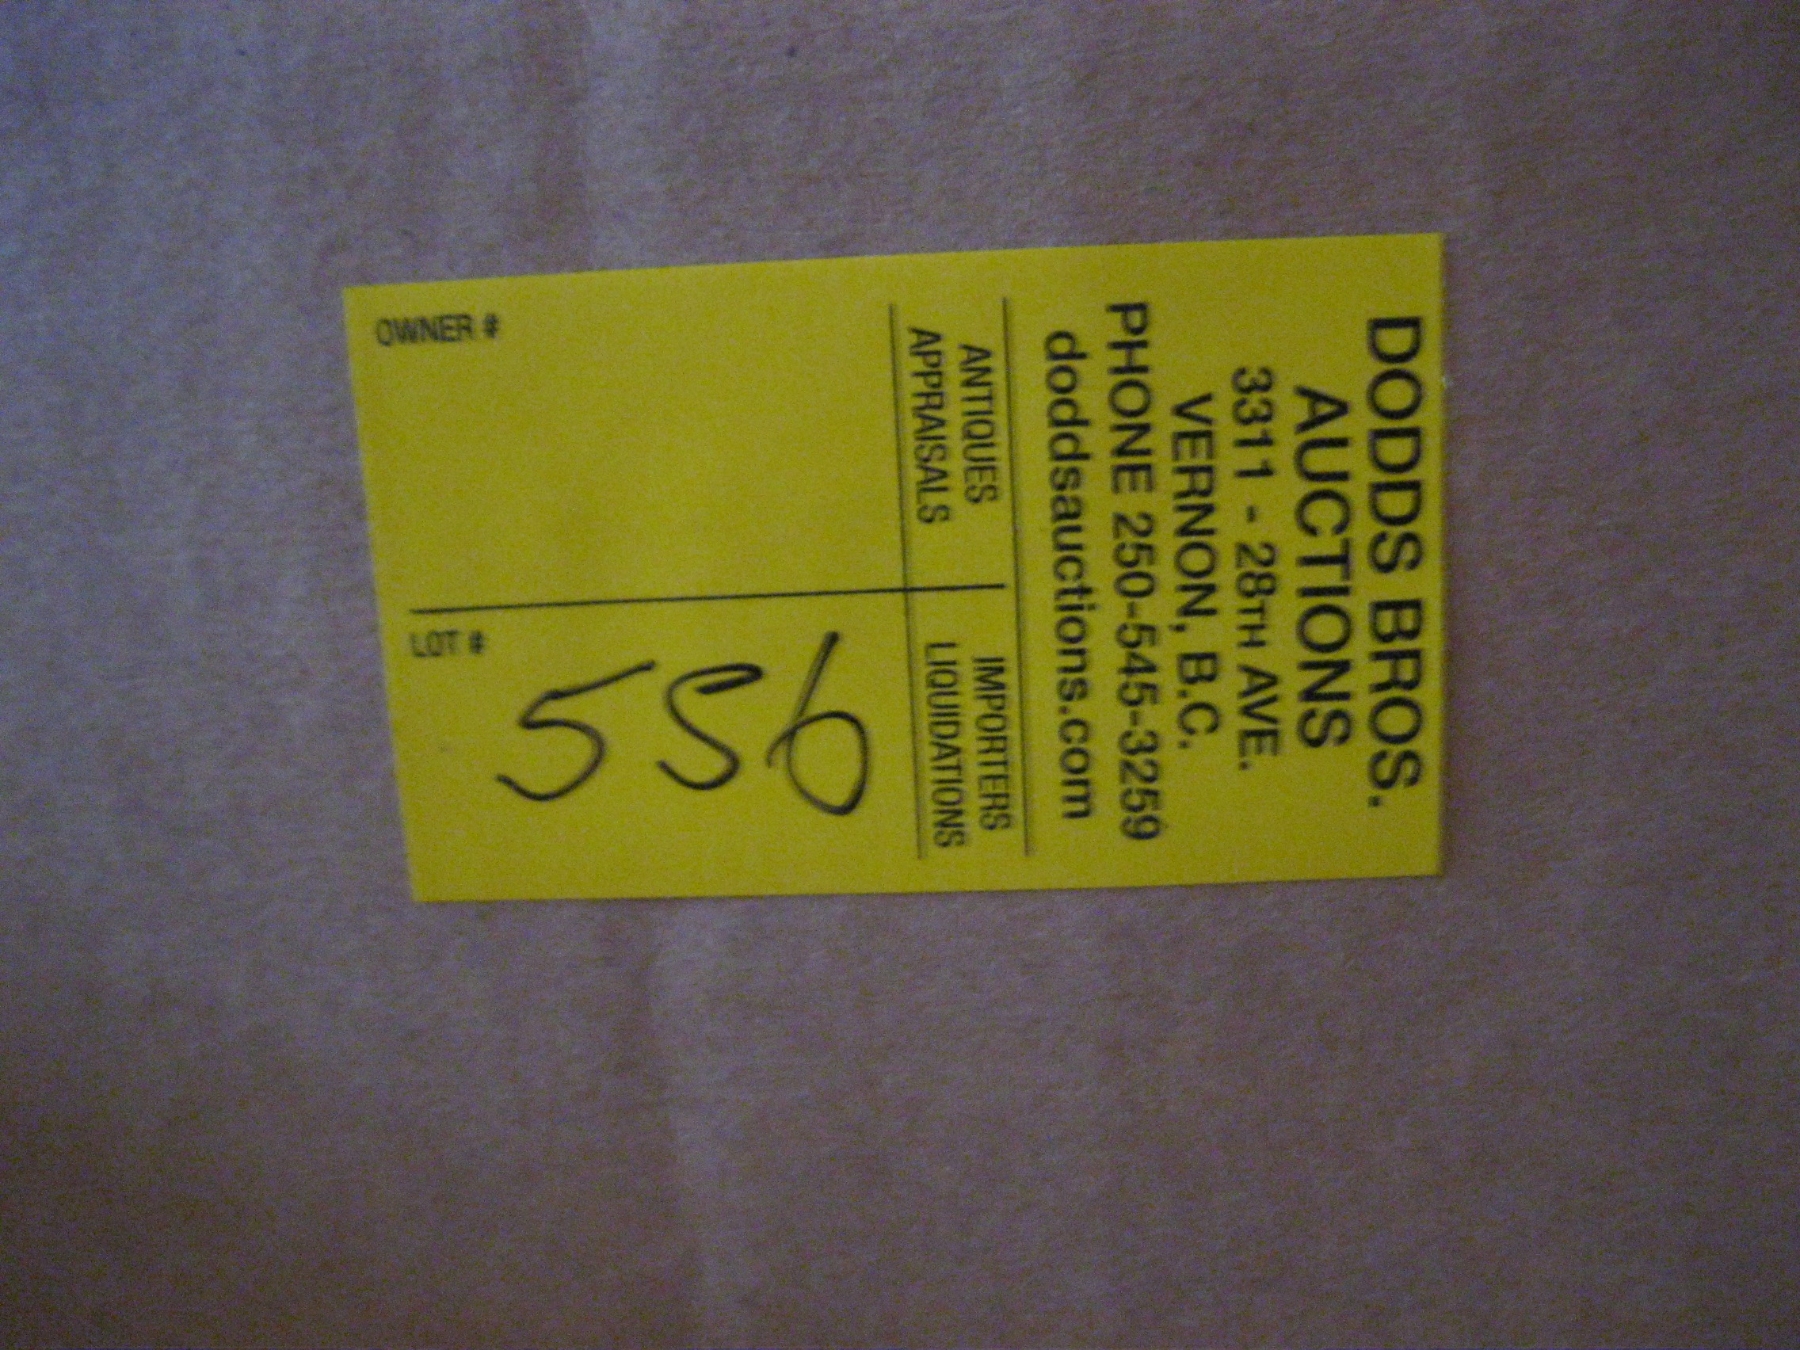 DODDS BROS.
AUCTIONS
3311 - 28TH AVE.
VERNON, B.C.
PHONE 250-545-3259
doddsauctions.com
ANTIQUES
APPRAISALS
IMPORTERS
LIQUIDATIONS
OWNER #
LOT #
556